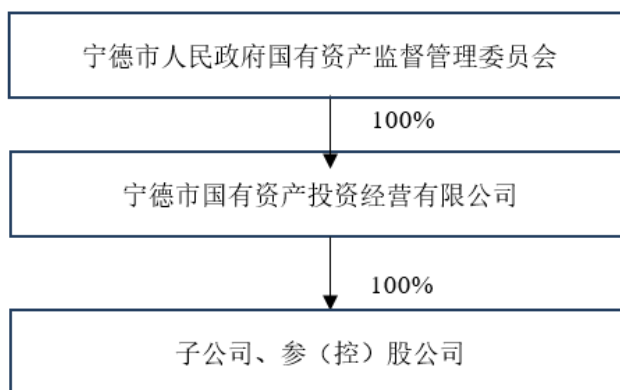 宁德市人民政府国有资产监督管理委员会
100%
宁德市国有资产投资经营有限公司
100%
子公司、参（控）股公司